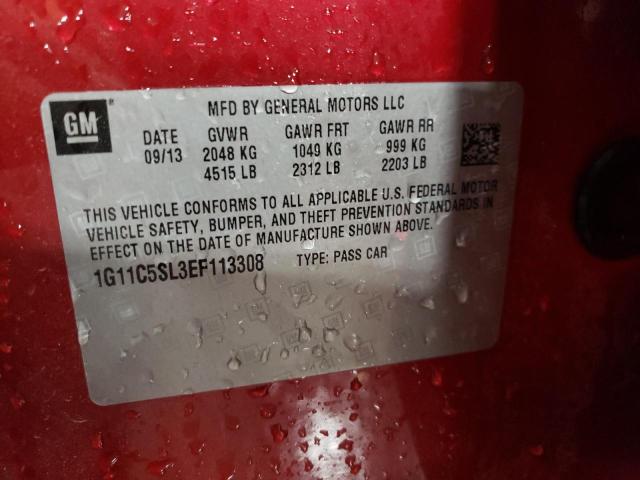 GM
MFD BY GENERAL MOTORS LLC
DATE GVWR GAWR FRT GAWR RR
09/13 2048 KG 1049 KG 999 KG
4515 LB 2312 LB 2203 LB
THIS VEHICLE CONFORMS TO ALL APPLICABLE U.S. FEDERAL MOTOR
VEHICLE SAFETY, BUMPER, AND THEFT PREVENTION STANDARDS IN
EFFECT ON THE DATE OF MANUFACTURE SHOWN ABOVE.
1G11C5SL3EF113308 TYPE: PASS CAR